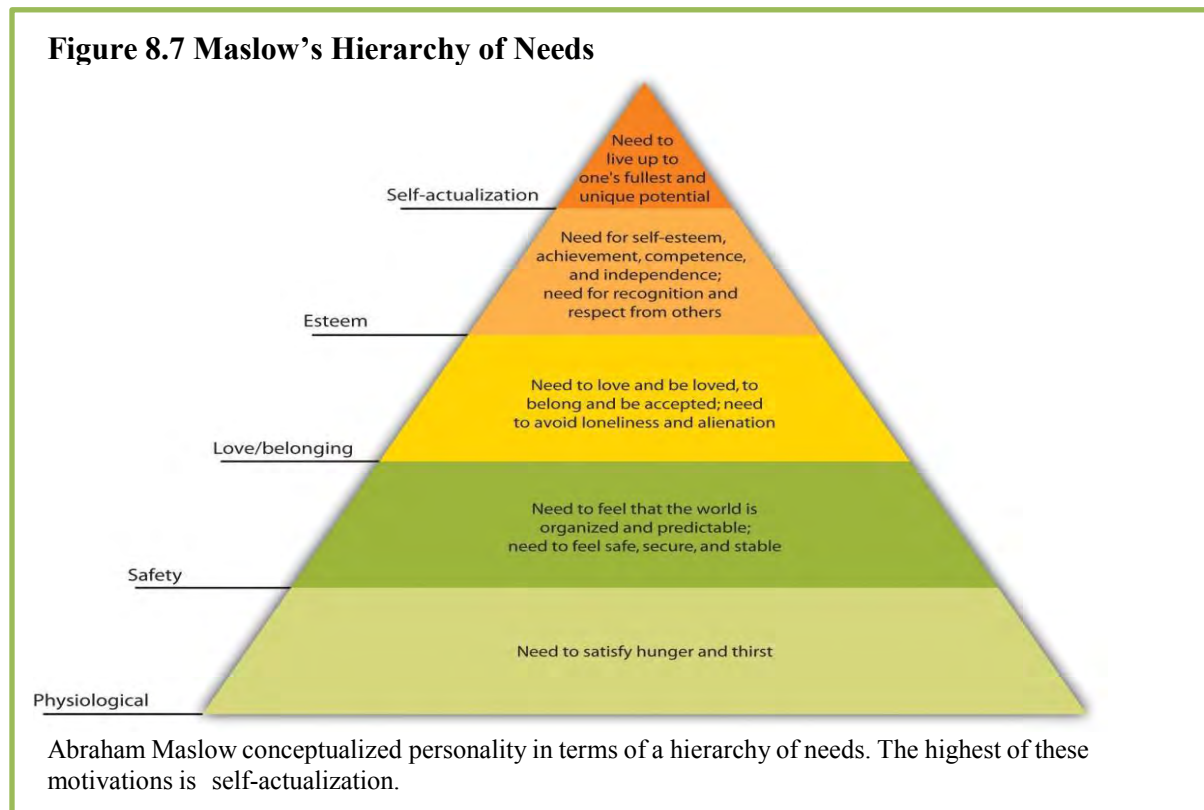 Figure 8.7 Maslow’s Hierarchy of Needs
Need to
live up to
one's fullest and
unique potential
Self-actualization
Need for self-esteem,
achievement, competence,
and independence;
need for recognition and
respect from others
Esteem
Need to love and be loved, to
belong and be accepted; need
to avoid loneliness and alienation
Love/belonging
Need to feel that the world is
organized and predictable;
need to feel safe, secure, and stable
Safety
Need to satisfy hunger and thirst
Physiological
Abraham Maslow conceptualized personality in terms of a hierarchy of needs. The highest of these
motivations is self-actualization.